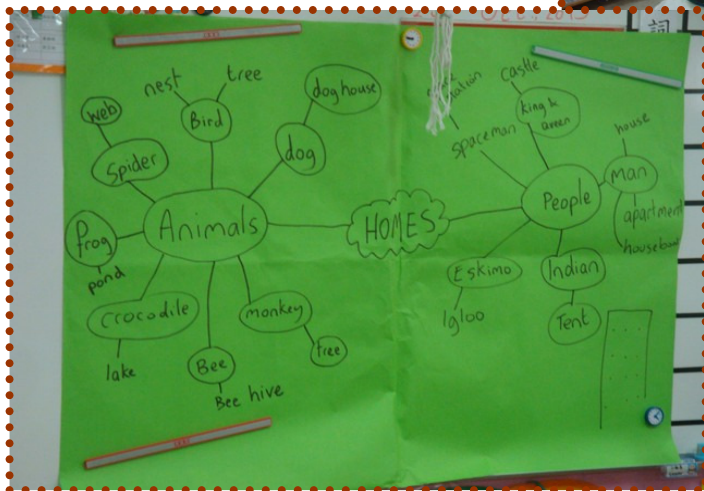 nest
tree
dog house
web
Bird
dog
Spider
Frog
Animals
pond
crocodile
monkey
lake
Bee
tree
Bee hive
HOMES
castle
king &
Queen
spaceman
house
man
People
apartment
houseboat
Eskimo
Indian
Igloo
Tent
詞